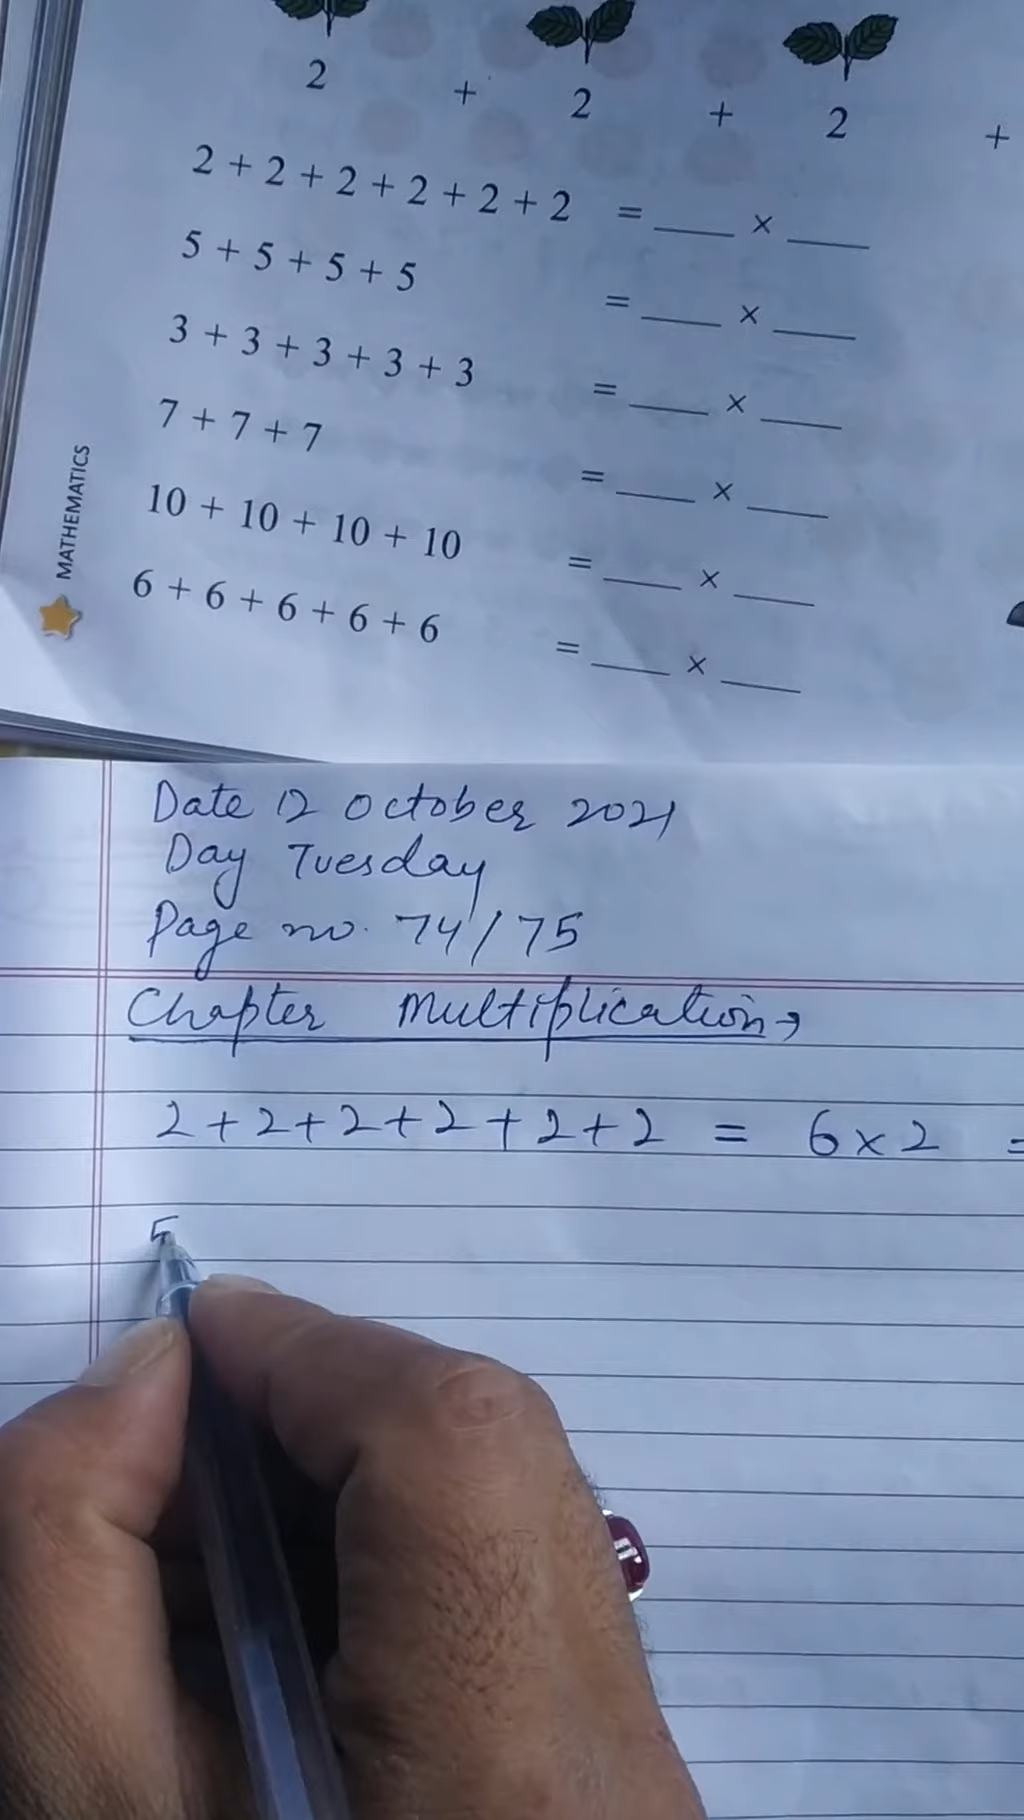 2 + 2 + 2 +
2 + 2 + 2 + 2 + 2 + 2 = ___ × ___
5 + 5 + 5 + 5 = ___ × ___
3 + 3 + 3 + 3 + 3 = ___ × ___
7 + 7 + 7 = ___ × ___
10 + 10 + 10 + 10 = ___ × ___
6 + 6 + 6 + 6 + 6 = ___ × ___
MATHEMATICS
Date 12 October 2021
Day Tuesday
Page no. 74/75
Chapter Multiplication→
2+2+2+2+2+2 = 6×2 =
5